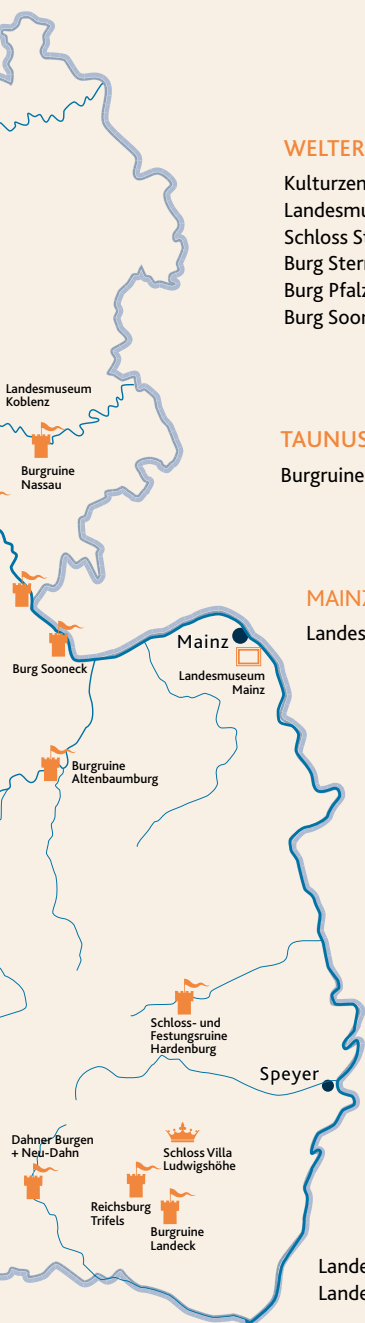 WELTER
Kulturzen
Landesmu
Schloss St
Burg Ster
Burg Pfalz
Burg Soon
Landesmuseum
Koblenz
Burgruine
Nassau
TAUNUS
Burgruine
MAINZ
Landes
Mainz
Landesmuseum
Mainz
Burg Sooneck
Burgruine
Altenbaumburg
Schloss- und
Festungsruine
Hardenburg
Speyer
Dahner Burgen
+ Neu-Dahn
Schloss Villa
Ludwigshöhe
Reichsburg
Trifels
Burgruine
Landeck
Lande
Lande